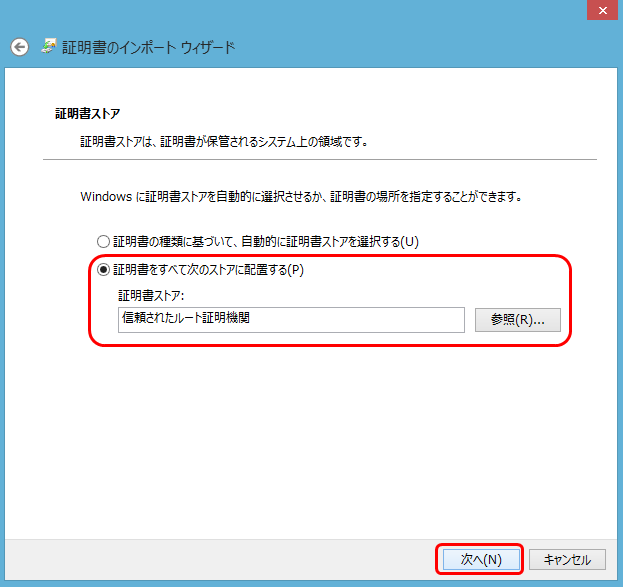 証明書のインポート ウィザード
証明書ストア
証明書ストアは、証明書が保管されるシステム上の領域です。
Windows に証明書ストアを自動的に選択させるか、証明書の場所を指定することができます。
証明書の種類に基づいて、自動的に証明書ストアを選択する(U)
証明書をすべて次のストアに配置する(P)
証明書ストア:
信頼されたルート証明機関
参照(R)...
次へ(N)
キャンセル